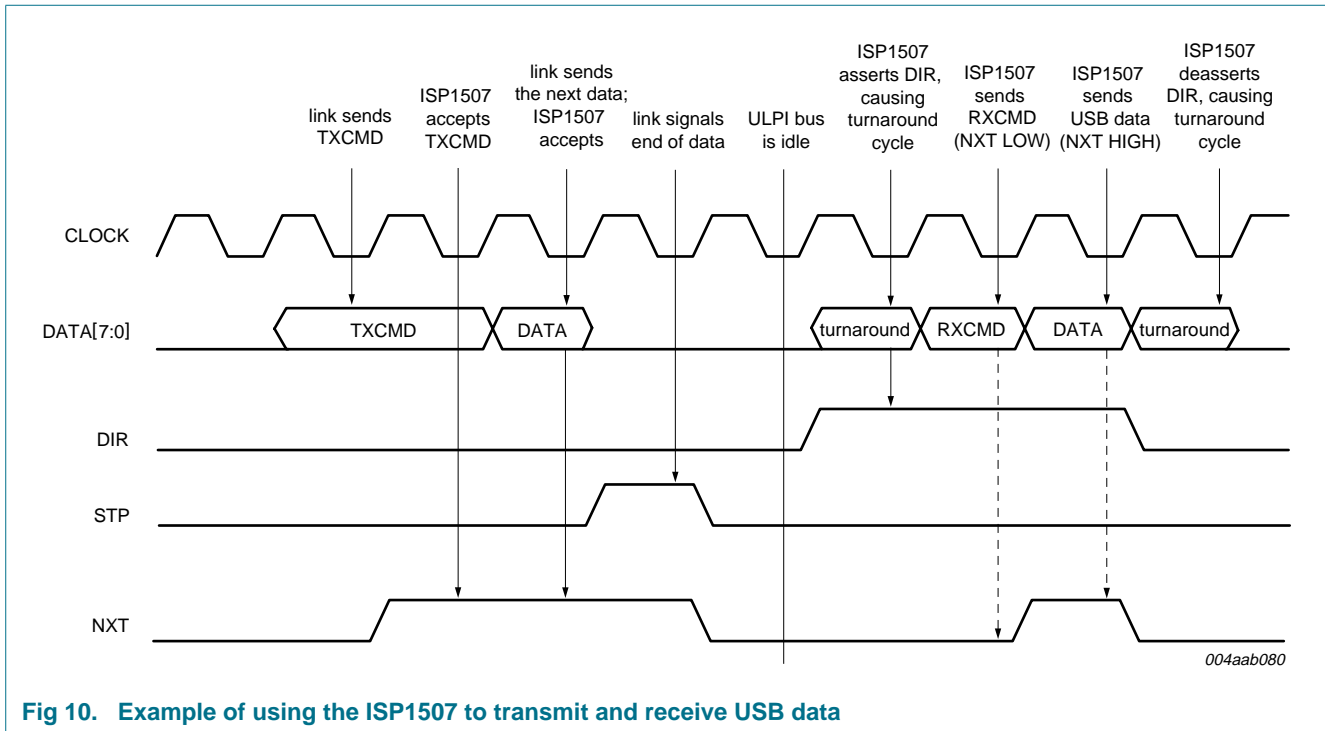 link sends
TXCMD
ISP1507
accepts
TXCMD
link sends
the next data;
ISP1507
accepts
link signals
end of data
ULPI bus
is idle
ISP1507
asserts DIR,
causing
turnaround
cycle
ISP1507
sends
RXCMD
(NXT LOW)
ISP1507
sends
USB data
(NXT HIGH)
ISP1507
deasserts
DIR, causing
turnaround
cycle
CLOCK
DATA[7:0]
TXCMD
DATA
turnaround
RXCMD
DATA
turnaround
DIR
STP
NXT
004aab080
Fig 10. Example of using the ISP1507 to transmit and receive USB data